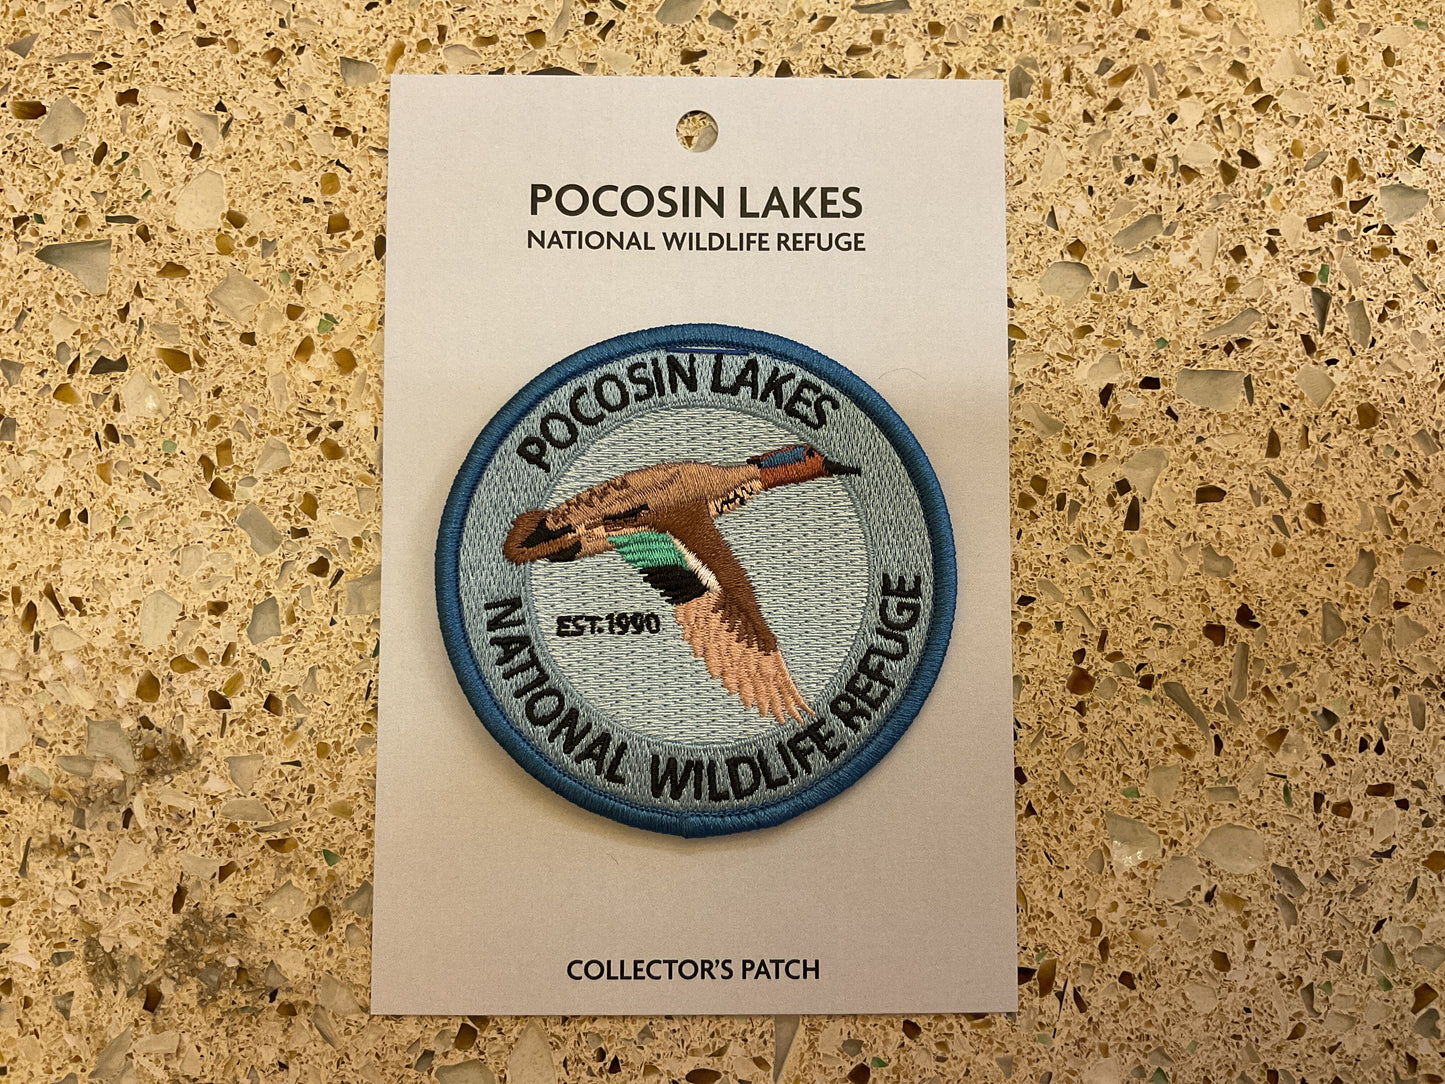 POCOSIN LAKES
NATIONAL WILDLIFE REFUGE
POCOSIN LAKES
EST. 1990
NATIONAL WILDLIFE REFUGE
COLLECTOR'S PATCH